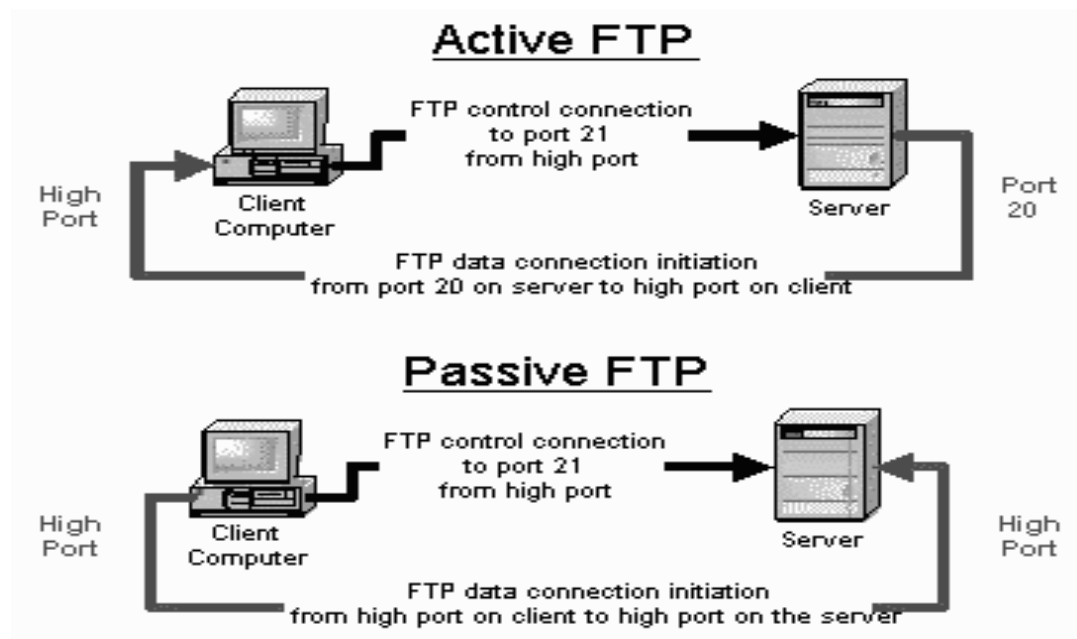 Active FTP
FTP control connection
to port 21
from high port
High
Port
Client
Computer
Server
Port
20
FTP data connection initiation
from port 20 on server to high port on client
Passive FTP
FTP control connection
to port 21
from high port
High
Port
Client
Computer
Server
High
Port
FTP data connection initiation
from high port on client to high port on the server